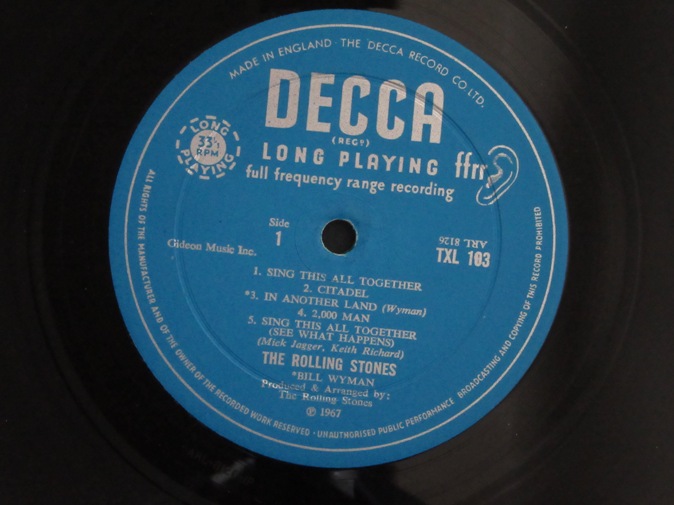 MADE IN ENGLAND · THE DECCA RECORD CO LTD.
DECCA
(REGD)
LONG PLAYING ffrr
full frequency range recording
LONG
33⅓
RPM
PLAYING
Side
1
Gideon Music Inc.
ARL 8126
TXL 103
1. SING THIS ALL TOGETHER
2. CITADEL
*3. IN ANOTHER LAND (Wyman)
4. 2,000 MAN
5. SING THIS ALL TOGETHER
(SEE WHAT HAPPENS)
(Mick Jagger, Keith Richard)
THE ROLLING STONES
*BILL WYMAN
Produced & Arranged by:
The Rolling Stones
℗ 1967
ALL RIGHTS OF THE MANUFACTURER AND OF THE OWNER OF THE RECORDED WORK RESERVED · UNAUTHORISED PUBLIC PERFORMANCE BROADCASTING AND COPYING OF THIS RECORD PROHIBITED